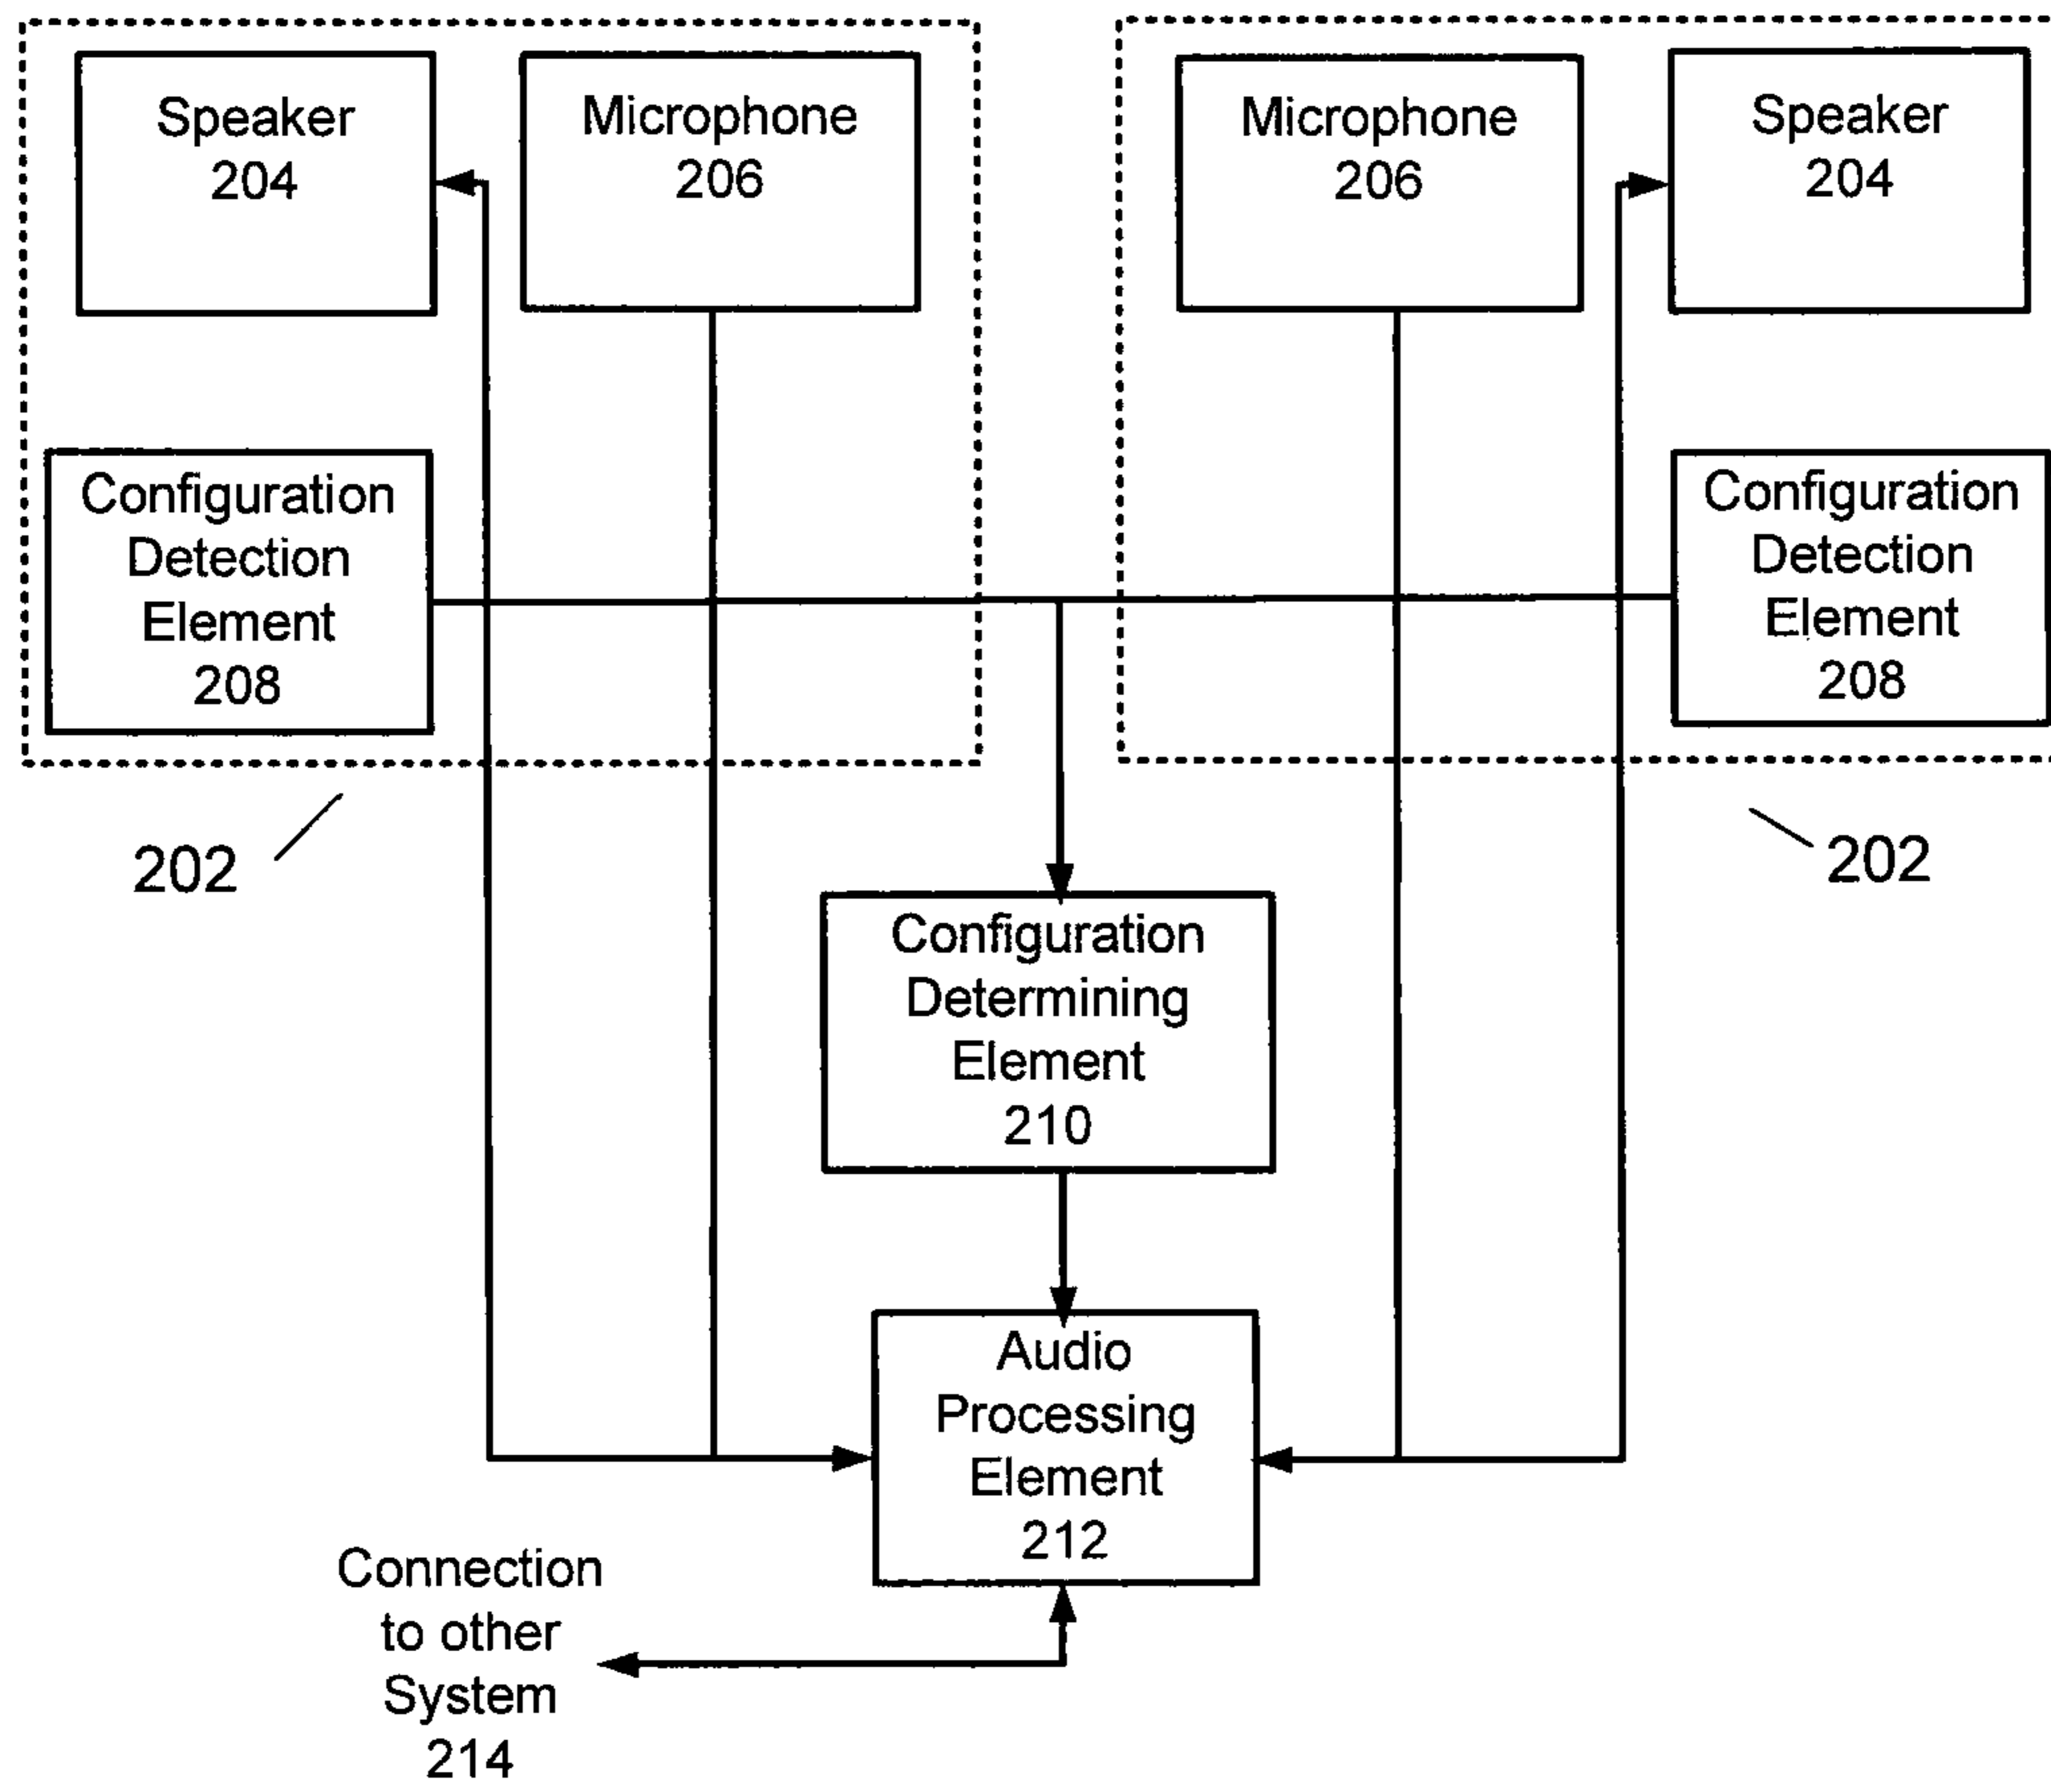 Speaker
204
Microphone
206
Microphone
206
Speaker
204
Configuration
Detection
Element
208
Configuration
Detection
Element
208
202
202
Configuration
Determining
Element
210
Audio
Processing
Element
212
Connection
to other
System
214